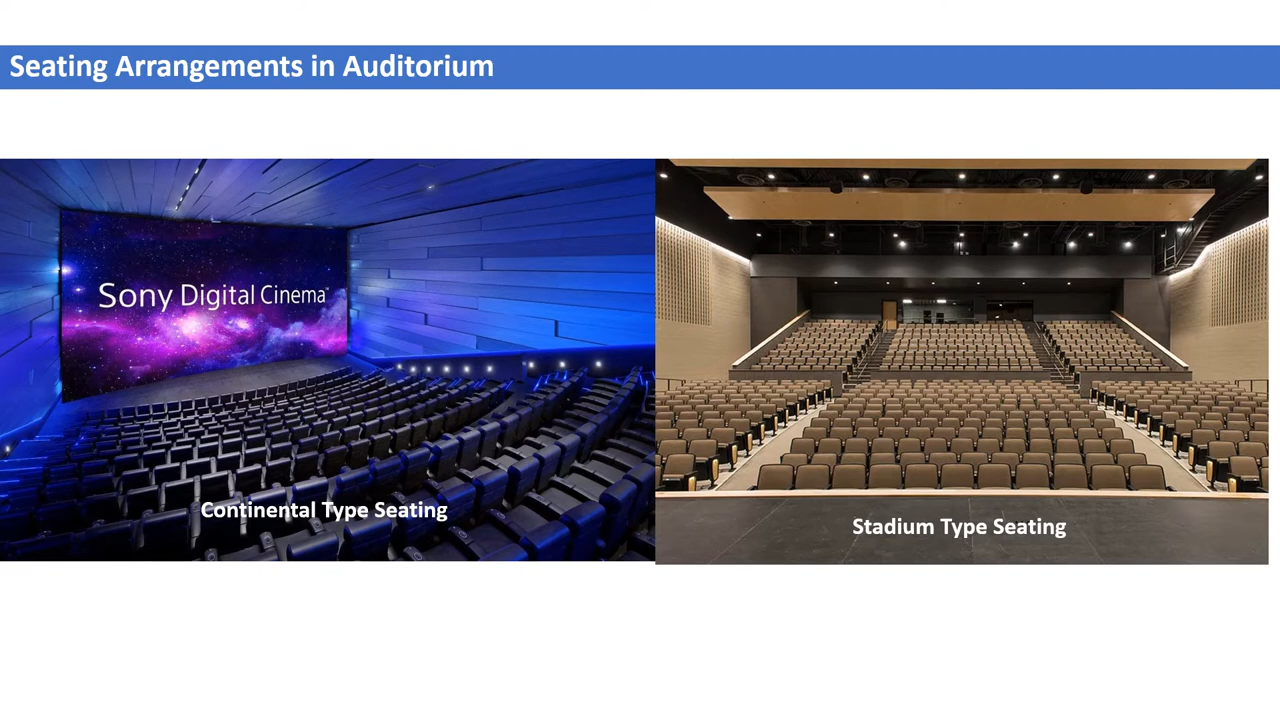 Seating Arrangements in Auditorium
Sony Digital Cinema
Continental Type Seating
Stadium Type Seating